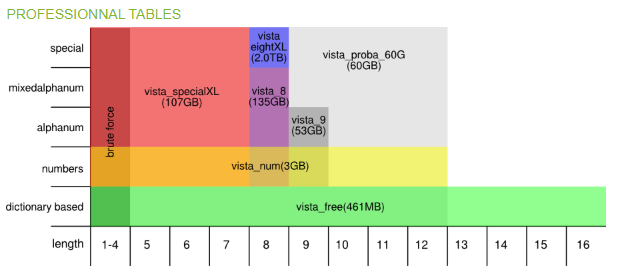 PROFESSIONNAL TABLES
special
vista
eightXL
(2.0TB)
vista_proba_60G
(60GB)
mixedalphanum
vista_specialXL
(107GB)
vista_8
(135GB)
alphanum
brute force
vista_9
(53GB)
numbers
vista_num(3GB)
dictionary based
vista_free(461MB)
length 1-4 5 6 7 8 9 10 11 12 13 14 15 16